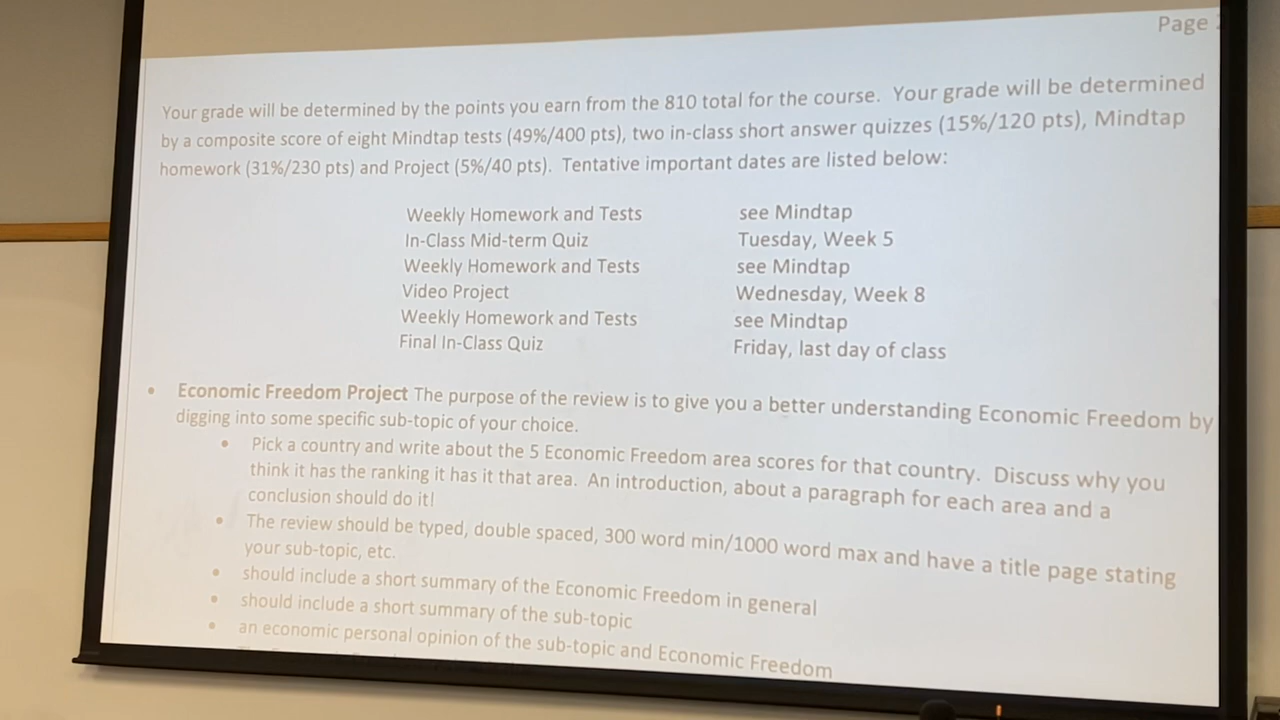 Page
Your grade will be determined by the points you earn from the 810 total for the course. Your grade will be determined
by a composite score of eight Mindtap tests (49%/400 pts), two in-class short answer quizzes (15%/120 pts), Mindtap
homework (31%/230 pts) and Project (5%/40 pts). Tentative important dates are listed below:
Weekly Homework and Tests see Mindtap
In-Class Mid-term Quiz Tuesday, Week 5
Weekly Homework and Tests see Mindtap
Video Project Wednesday, Week 8
Weekly Homework and Tests see Mindtap
Final In-Class Quiz Friday, last day of class
• Economic Freedom Project The purpose of the review is to give you a better understanding Economic Freedom by
digging into some specific sub-topic of your choice.
• Pick a country and write about the 5 Economic Freedom area scores for that country. Discuss why you
think it has the ranking it has it that area. An introduction, about a paragraph for each area and a
conclusion should do it!
• The review should be typed, double spaced, 300 word min/1000 word max and have a title page stating
your sub-topic, etc.
• should include a short summary of the Economic Freedom in general
• should include a short summary of the sub-topic
• an economic personal opinion of the sub-topic and Economic Freedom